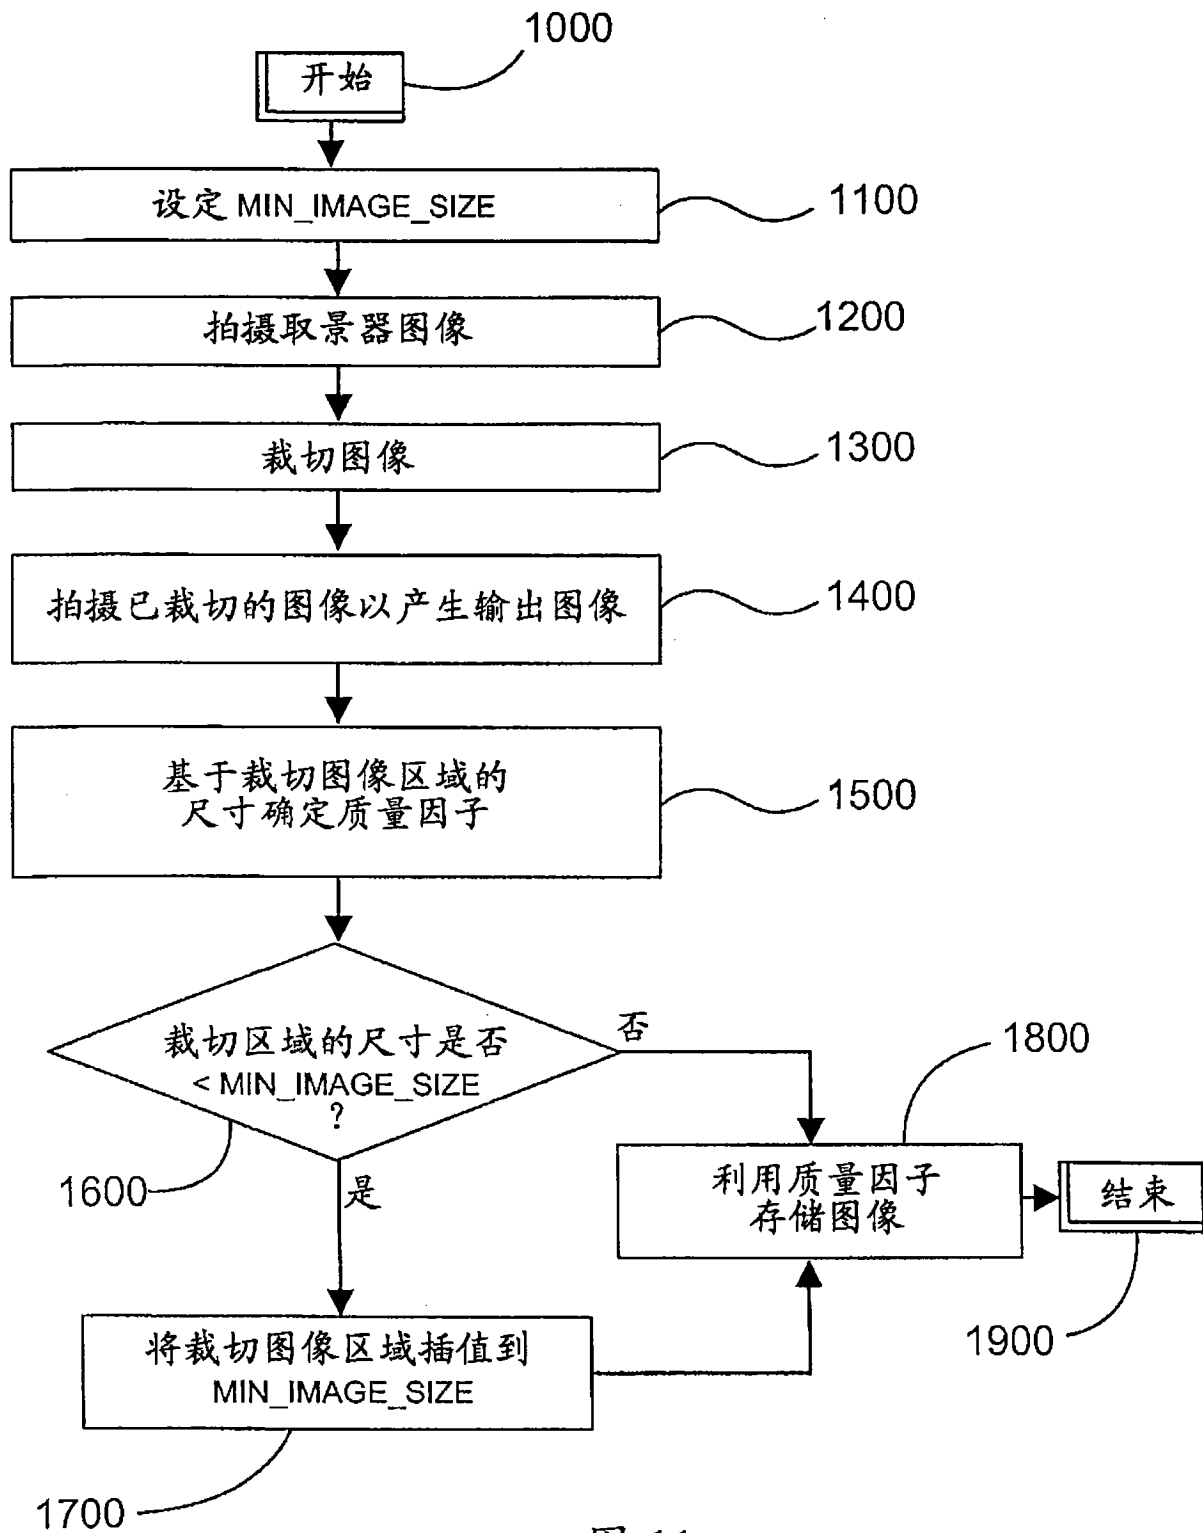 1000
开始
设定 MIN_IMAGE_SIZE
1100
拍摄取景器图像
1200
裁切图像
1300
拍摄已裁切的图像以产生输出图像
1400
基于裁切图像区域的
尺寸确定质量因子
1500
裁切区域的尺寸是否
< MIN_IMAGE_SIZE
?
否
1600
是
1800
利用质量因子
存储图像
结束
1900
将裁切图像区域插值到
MIN_IMAGE_SIZE
1700
图 11